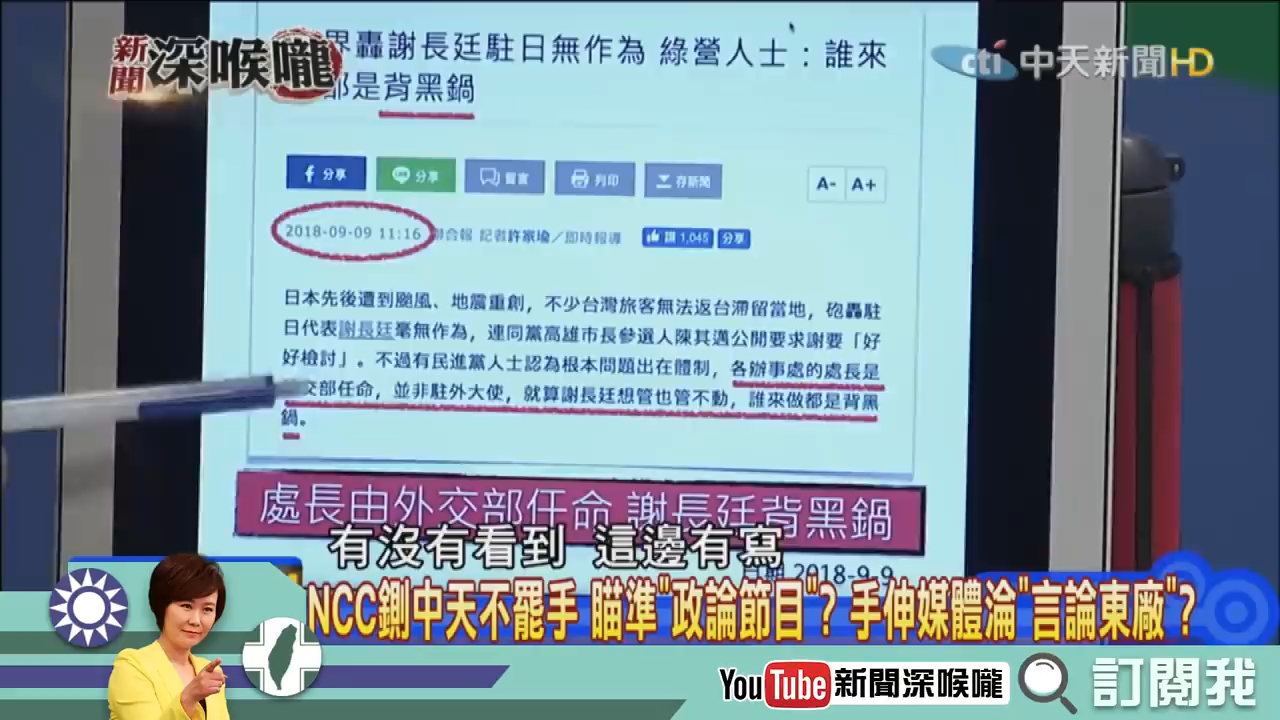 新聞深喉嚨
cti 中天新聞HD
界轟謝長廷駐日無作為 綠營人士：誰來
都是背黑鍋
分享 分享 留言 列印 存新聞 A- A+
2018-09-09 11:16 聯合報 記者許家瑜／即時報導 讚 1,045 分享
日本先後遭到颱風、地震重創，不少台灣旅客無法返台滯留當地，砲轟駐
日代表謝長廷毫無作為，連同黨高雄市長參選人陳其邁公開要求謝要「好
好檢討」。不過有民進黨人士認為根本問題出在體制，各辦事處的處長是
交部任命，並非駐外大使，就算謝長廷想管也管不動，誰來做都是背黑
鍋。
處長由外交部任命 謝長廷背黑鍋
有沒有看到 這邊有寫
2018-9-9
NCC鍘中天不罷手 瞄準"政論節目"? 手伸媒體淪"言論東廠"?
YouTube 新聞深喉嚨 訂閱我